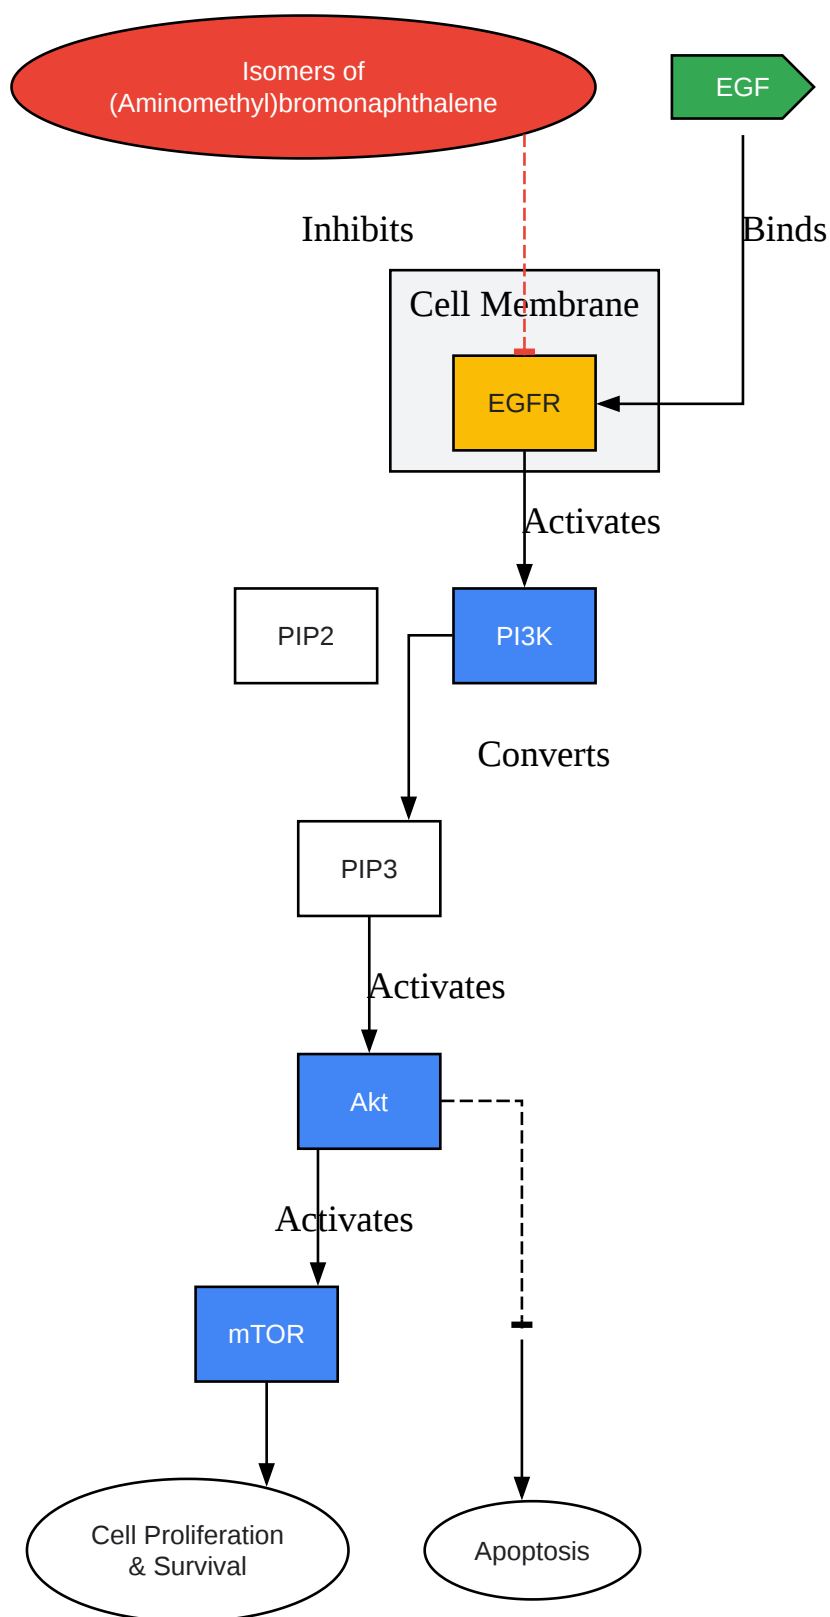 Isomers of
(Aminomethyl)bromonaphthalene
EGF
Inhibits
Binds
Cell Membrane
EGFR
Activates
PIP2
PI3K
Converts
PIP3
Activates
Akt
Activates
mTOR
Cell Proliferation
& Survival
Apoptosis